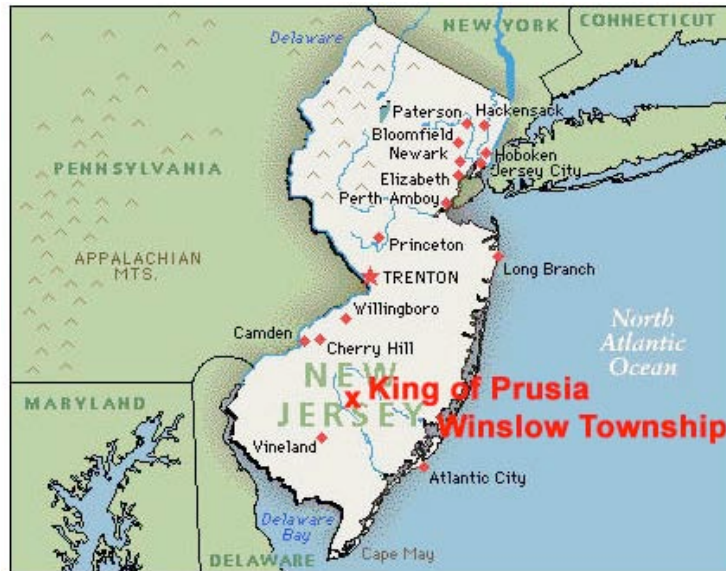 Delaware
NEW YORK
CONNECTICUT
Paterson
Hackensack
Bloomfield
Newark
Hoboken
Jersey City
Elizabeth
Perth Amboy
PENNSYLVANIA
Princeton
APPALACHIAN
MTS.
TRENTON
Long Branch
Willingboro
North
Atlantic
Ocean
Camden
Cherry Hill
NEW
JERSEY
x King of Prusia
Winslow Township
MARYLAND
Vineland
Atlantic City
Delaware
Bay
DELAWARE
Cape May